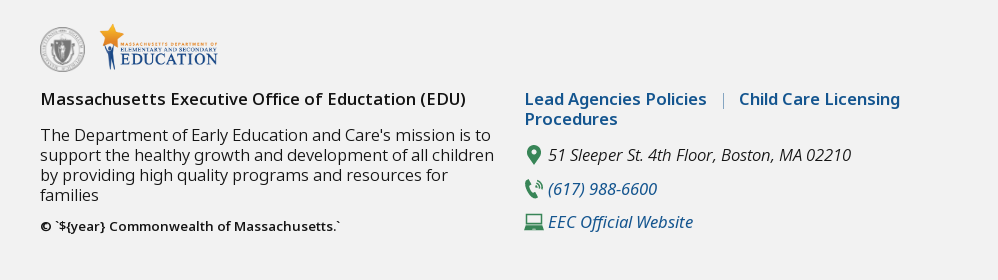 MASSACHUSETTS DEPARTMENT OF
ELEMENTARY AND SECONDARY
EDUCATION
Massachusetts Executive Office of Eductation (EDU)
The Department of Early Education and Care's mission is to
support the healthy growth and development of all children
by providing high quality programs and resources for
families
© `${year} Commonwealth of Massachusetts.`
Lead Agencies Policies | Child Care Licensing
Procedures
51 Sleeper St. 4th Floor, Boston, MA 02210
(617) 988-6600
EEC Official Website